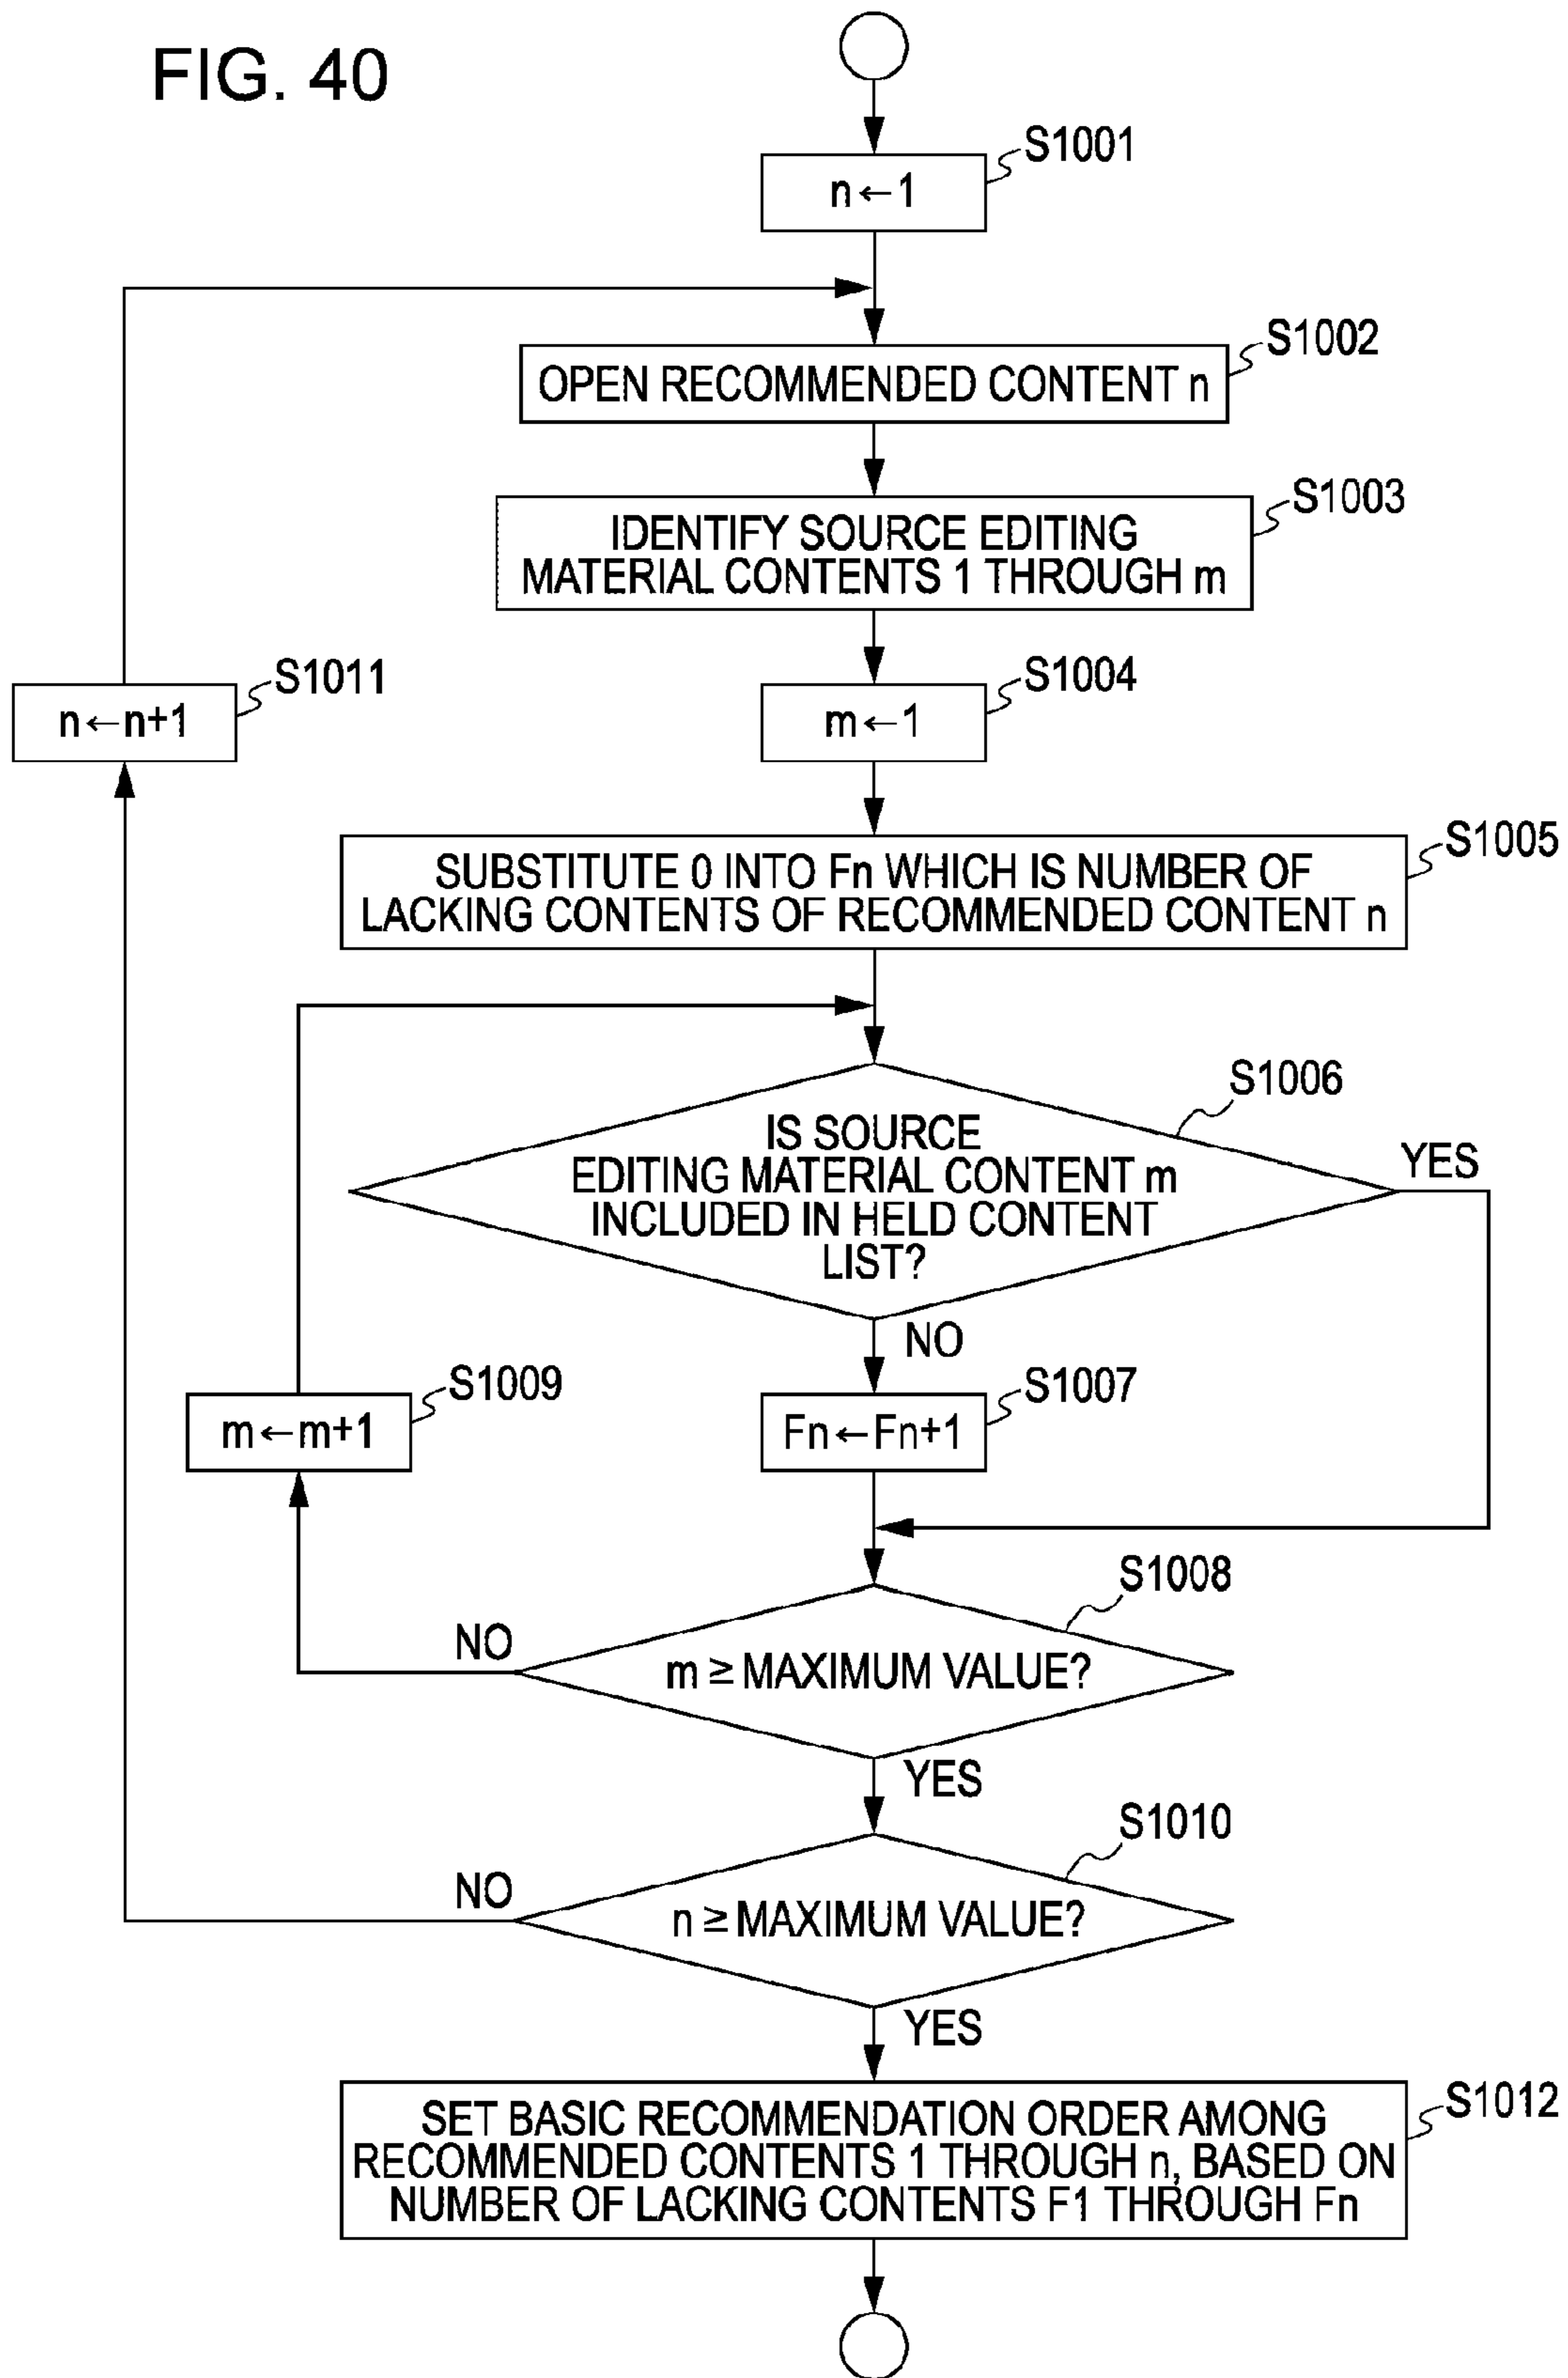 FIG. 40
S1001
n←1
S1002
OPEN RECOMMENDED CONTENT n
S1003
IDENTIFY SOURCE EDITING
MATERIAL CONTENTS 1 THROUGH m
S1011
n←n+1
S1004
m←1
S1005
SUBSTITUTE 0 INTO Fn WHICH IS NUMBER OF
LACKING CONTENTS OF RECOMMENDED CONTENT n
S1006
IS SOURCE
EDITING MATERIAL CONTENT m
INCLUDED IN HELD CONTENT
LIST?
YES
NO
S1009
m←m+1
S1007
Fn←Fn+1
S1008
NO
m ≥ MAXIMUM VALUE?
YES
S1010
NO
n ≥ MAXIMUM VALUE?
YES
S1012
SET BASIC RECOMMENDATION ORDER AMONG
RECOMMENDED CONTENTS 1 THROUGH n, BASED ON
NUMBER OF LACKING CONTENTS F1 THROUGH Fn